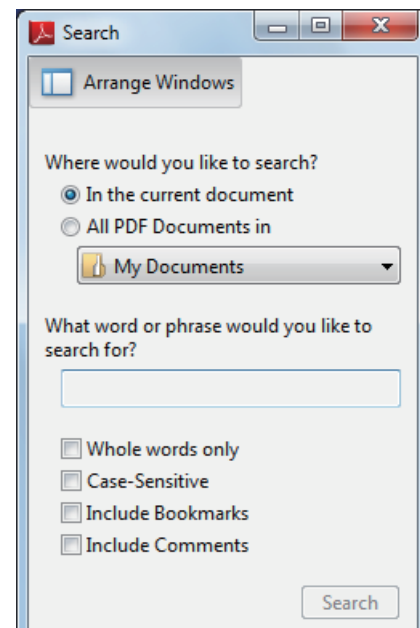 Search
Arrange Windows
Where would you like to search?
In the current document
All PDF Documents in
My Documents
What word or phrase would you like to
search for?
Whole words only
Case-Sensitive
Include Bookmarks
Include Comments
Search